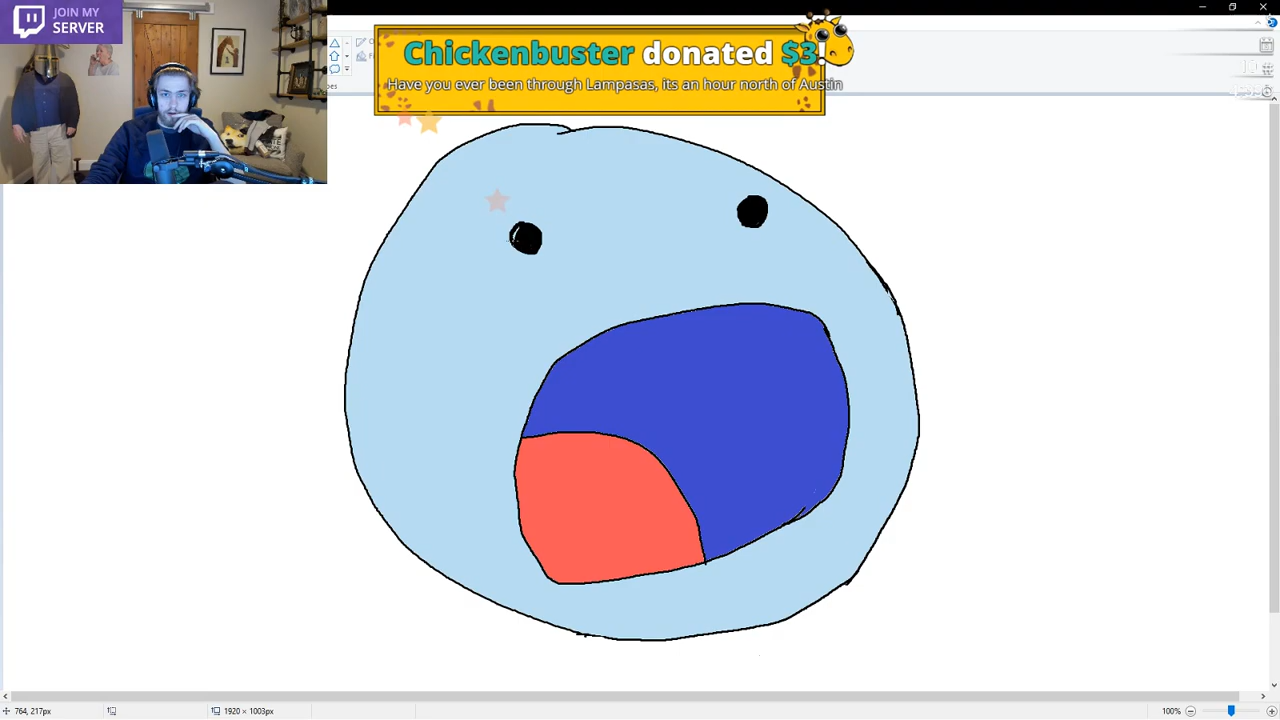 JOIN MY
SERVER
Chickenbuster donated $3!
Have you ever been through Lampasas, its an hour north of Austin
764, 217px
1920 × 1003px
100%